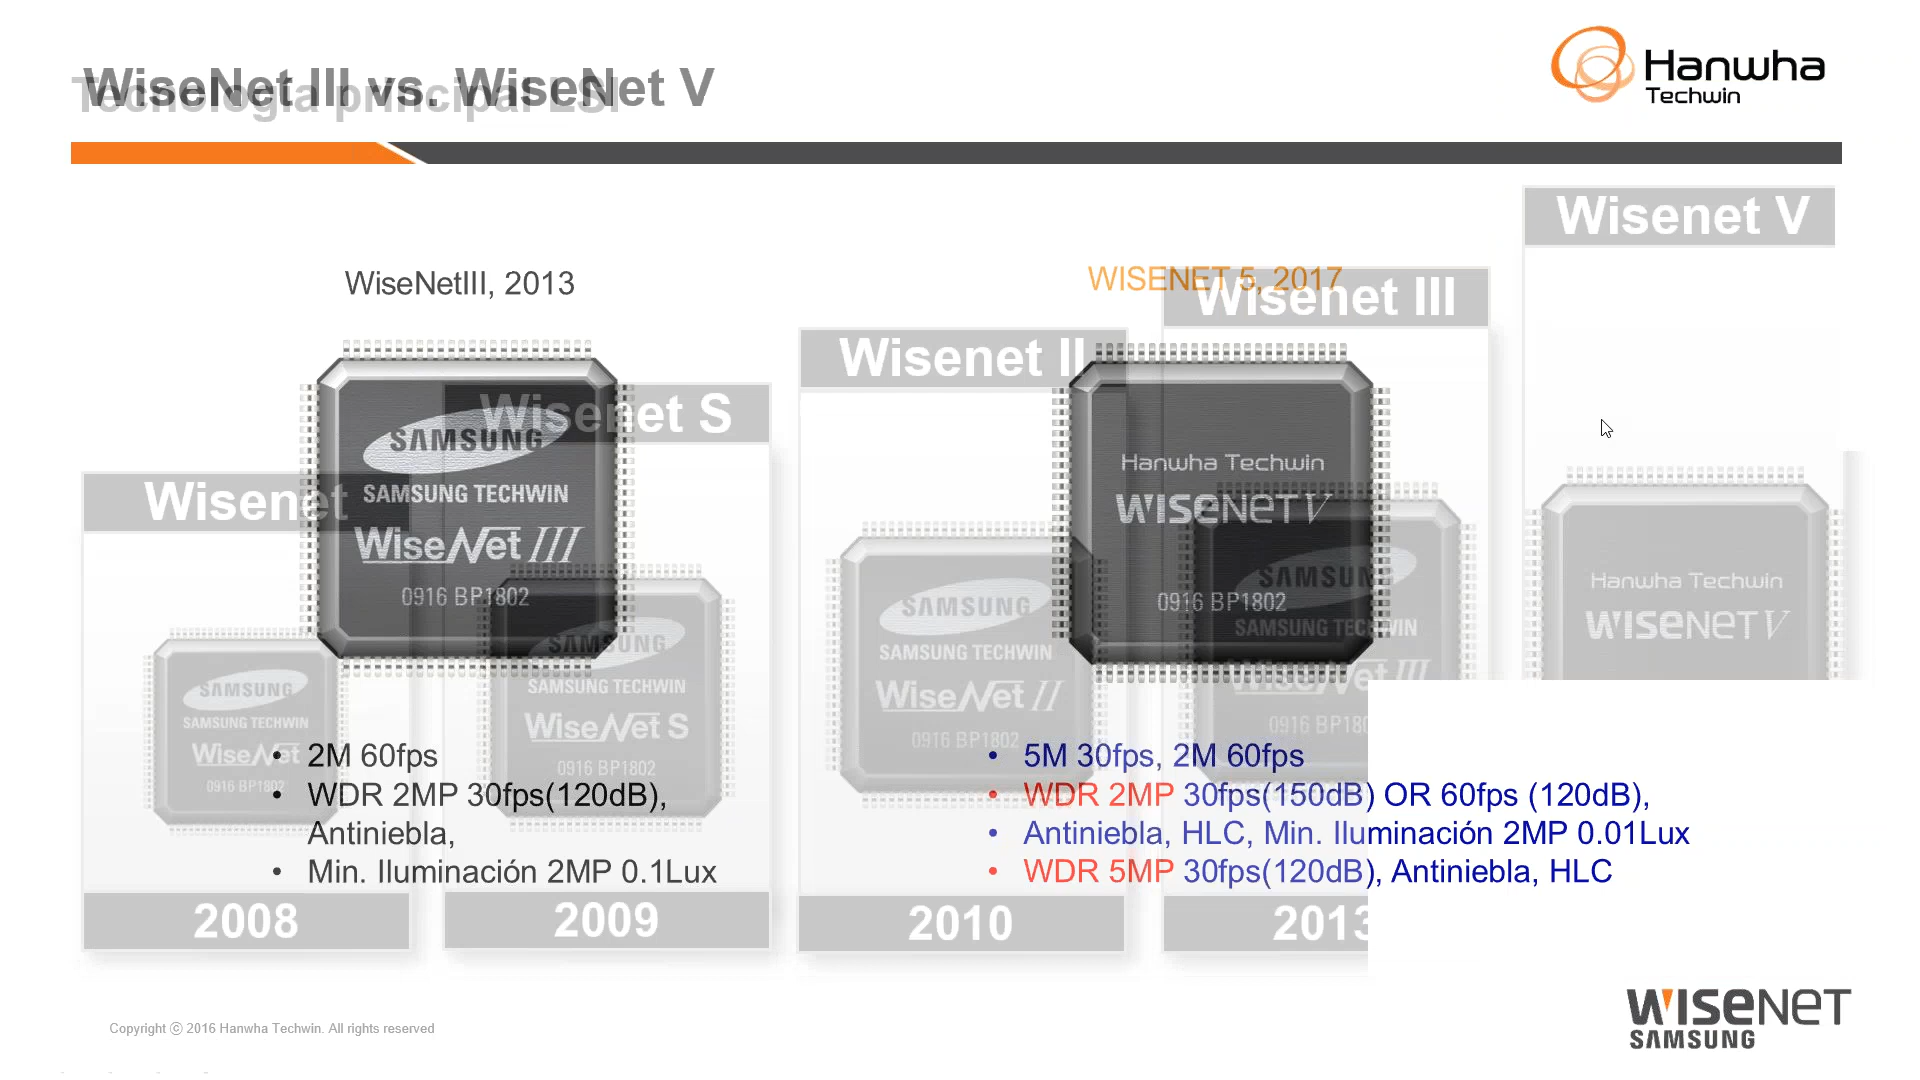 WiseNet III vs. WiseNet V
Tecnología principal LSI
Hanwha
Techwin
Wisenet V
WiseNetIII, 2013
WISENET 5, 2017
Wisenet III
Wisenet II
Wisenet S
Wisenet
SAMSUNG
SAMSUNG TECHWIN
WiseNet III
0916 BP1802
Hanwha Techwin
WISENET V
0916 BP1802
SAMSUNG
SAMSUNG TECHWIN
WiseNet
0916 BP1802
SAMSUNG
SAMSUNG TECHWIN
WiseNet S
0916 BP1802
SAMSUNG
SAMSUNG TECHWIN
WiseNet II
0916 BP1802
SAMSUNG
SAMSUNG TECHWIN
WiseNet III
0916 BP180
Hanwha Techwin
WISENET V
• 2M 60fps
• WDR 2MP 30fps(120dB),
Antiniebla,
• Min. Iluminación 2MP 0.1Lux
• 5M 30fps, 2M 60fps
• WDR 2MP 30fps(150dB) OR 60fps (120dB),
• Antiniebla, HLC, Min. Iluminación 2MP 0.01Lux
• WDR 5MP 30fps(120dB), Antiniebla, HLC
2008
2009
2010
2013
Copyright ⓒ 2016 Hanwha Techwin. All rights reserved
WISENET
SAMSUNG